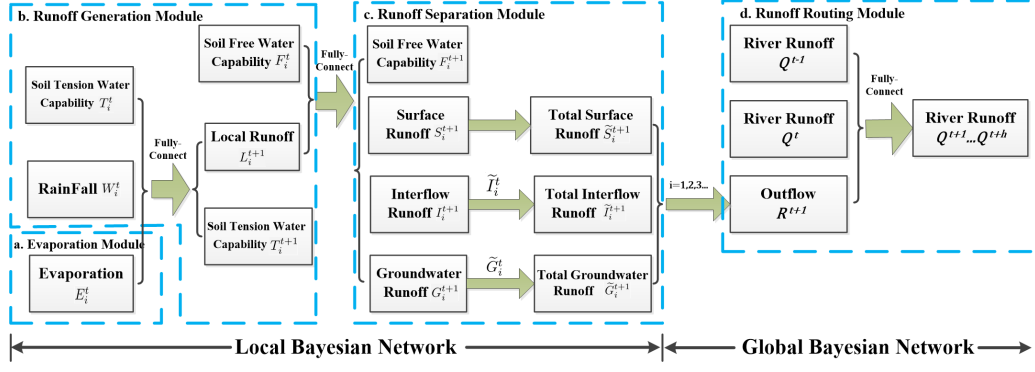 b. Runoff Generation Module
Soil Free Water
Capability F_i^t
Soil Tension Water
Capability T_i^t
RainFall W_i^t
Fully-
Connect
Local Runoff
L_i^{t+1}
Soil Tension Water
Capability T_i^{t+1}
a. Evaporation Module
Evaporation
E_i^t
Fully-
Connect
c. Runoff Separation Module
Soil Free Water
Capability F_i^{t+1}
Surface
Runoff S_i^{t+1}
Total Surface
Runoff S̃_i^{t+1}
Interflow
Runoff I_i^{t+1}
Ĩ_i^t
Total Interflow
Runoff Ĩ_i^{t+1}
Groundwater
Runoff G_i^{t+1}
G̃_i^t
Total Groundwater
Runoff G̃_i^{t+1}
i=1,2,3...
d. Runoff Routing Module
River Runoff
Q^{t-1}
River Runoff
Q^t
Outflow
R^{t+1}
Fully-
Connect
River Runoff
Q^{t+1}...Q^{t+h}
Local Bayesian Network
Global Bayesian Network